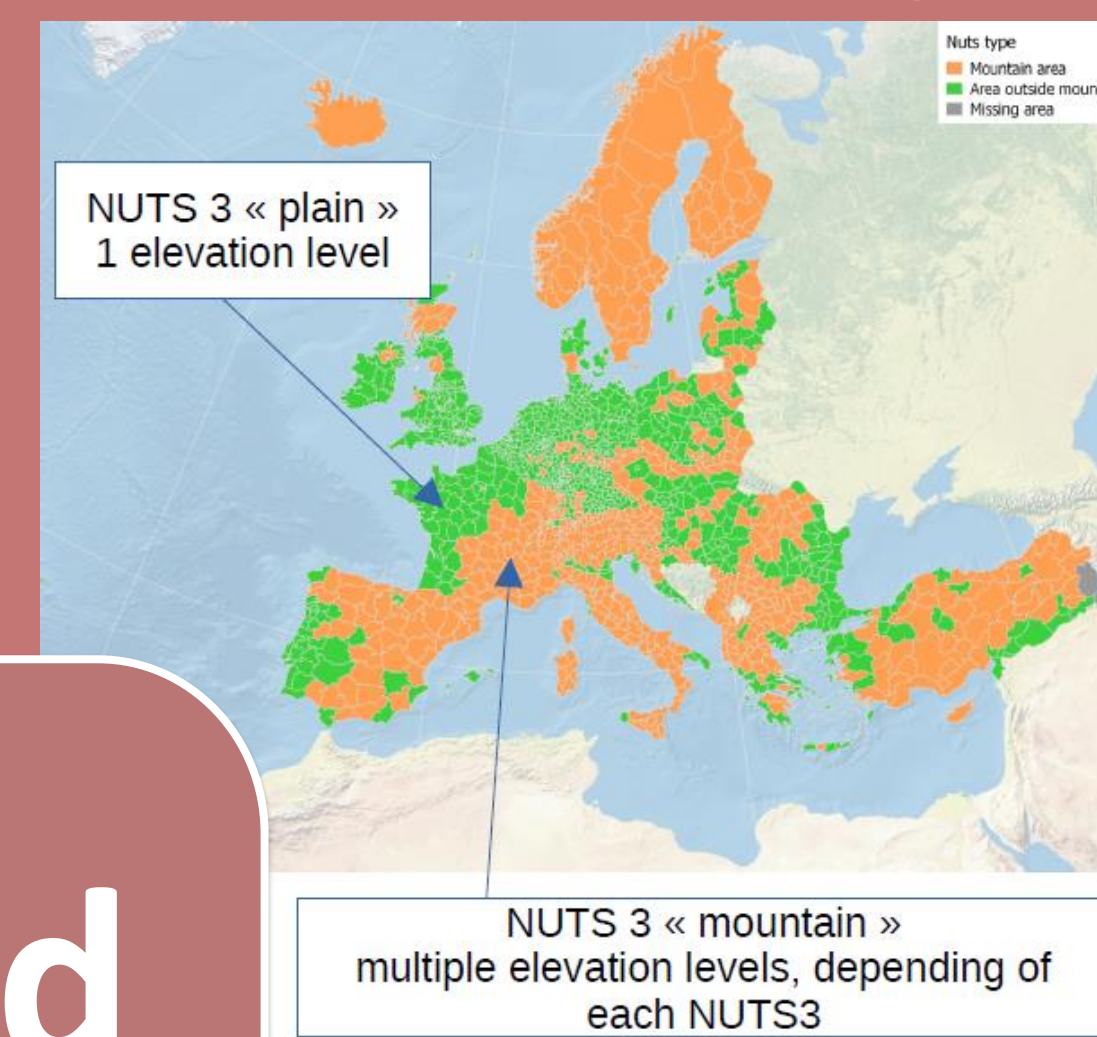 Nuts type
Mountain area
Area outside moun
Missing area
NUTS 3 « plain »
1 elevation level
NUTS 3 « mountain »
multiple elevation levels, depending of
each NUTS3
d